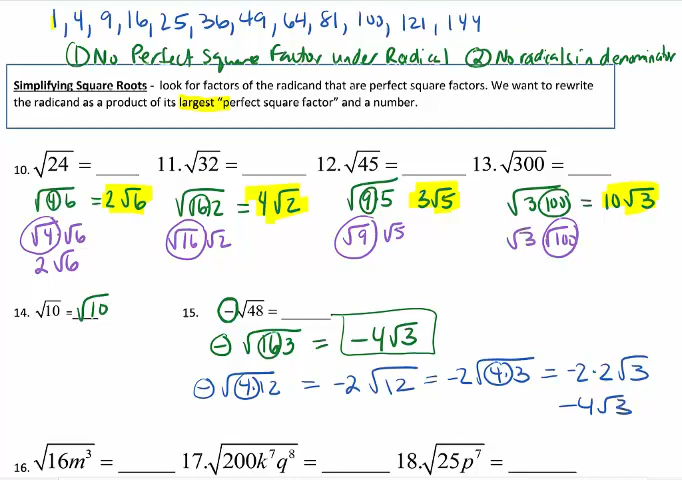 1, 4, 9, 16, 25, 36, 49, 64, 81, 100, 121, 144
① No Perfect Square Factor under Radical ② No radicals in denominator
Simplifying Square Roots - look for factors of the radicand that are perfect square factors. We want to rewrite
the radicand as a product of its largest "perfect square factor" and a number.
10. √24 = ____ 11. √32 = ____ 12. √45 = ____ 13. √300 = ____
√(4)6 = 2√6 √(16)2 = 4√2 √(9)5 3√5 √3(100) = 10√3
√4 √6 √16 √2 √9 √5 √3 √100
2√6
14. √10 = √10 15. -√48 = ____
- √(16)3 = -4√3
- √(4·)12 = -2√12 = -2√(4·)3 = -2·2√3
-4√3
16. √16m³ = ____ 17. √200k⁷q⁸ = ____ 18. √25p⁷ = ____